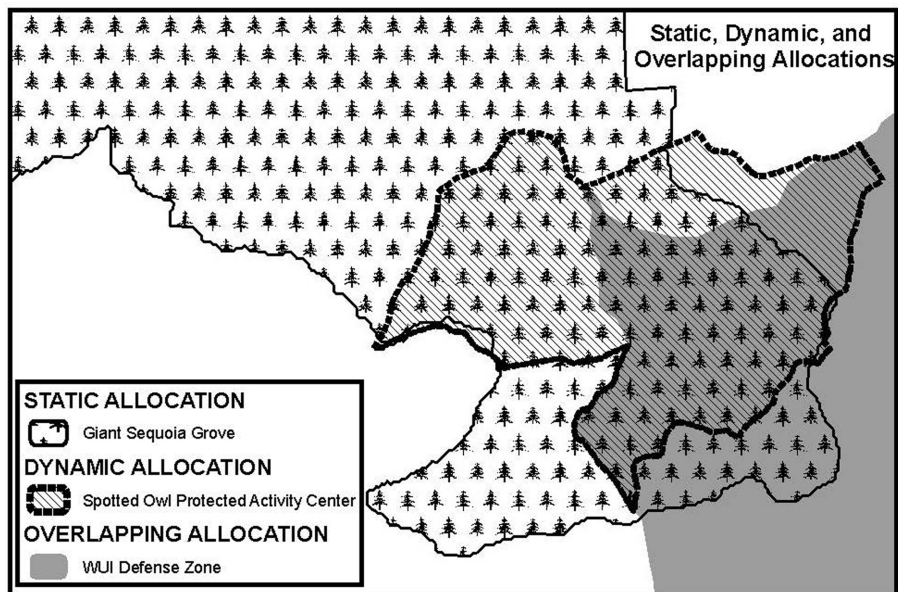 Static, Dynamic, and
Overlapping Allocations
STATIC ALLOCATION
Giant Sequoia Grove
DYNAMIC ALLOCATION
Spotted Owl Protected Activity Center
OVERLAPPING ALLOCATION
WUI Defense Zone